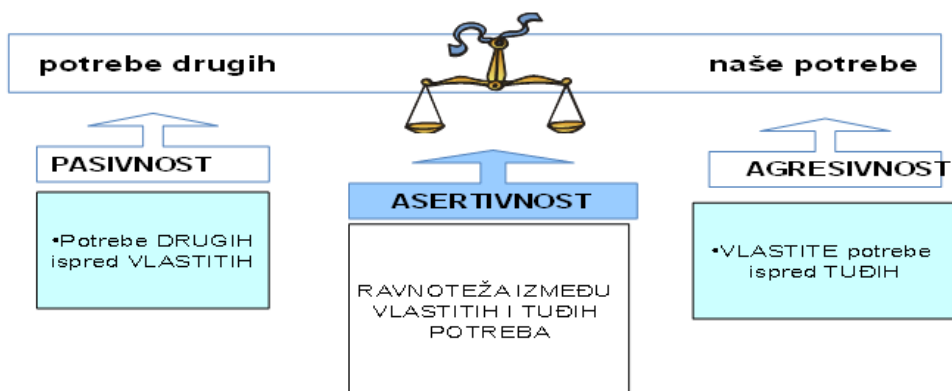 potrebe drugih
naše potrebe
PASIVNOST
•Potrebe DRUGIH
ispred VLASTITIH
ASERTIVNOST
RAVNOTEŽA IZMEĐU
VLASTITIH I TUĐIH
POTREBA
AGRESIVNOST
•VLASTITE potrebe
ispred TUĐIH